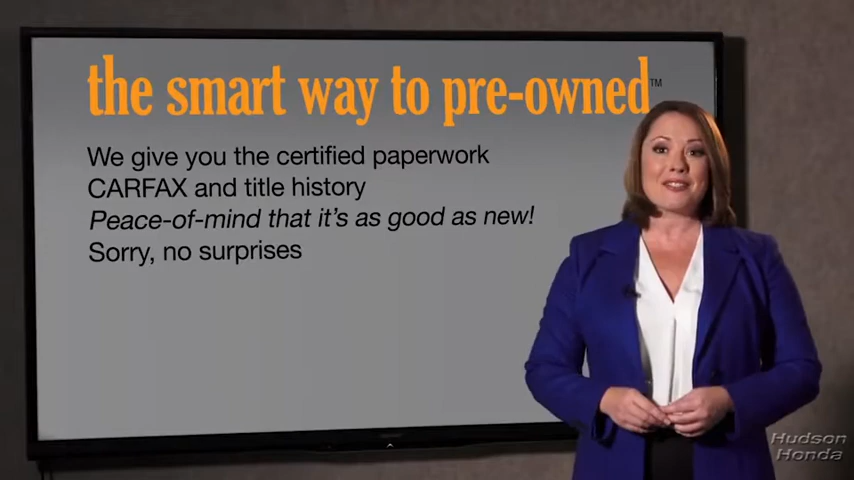 the smart way to pre-owned™
We give you the certified paperwork
CARFAX and title history
Peace-of-mind that it's as good as new!
Sorry, no surprises
Hudson
Honda